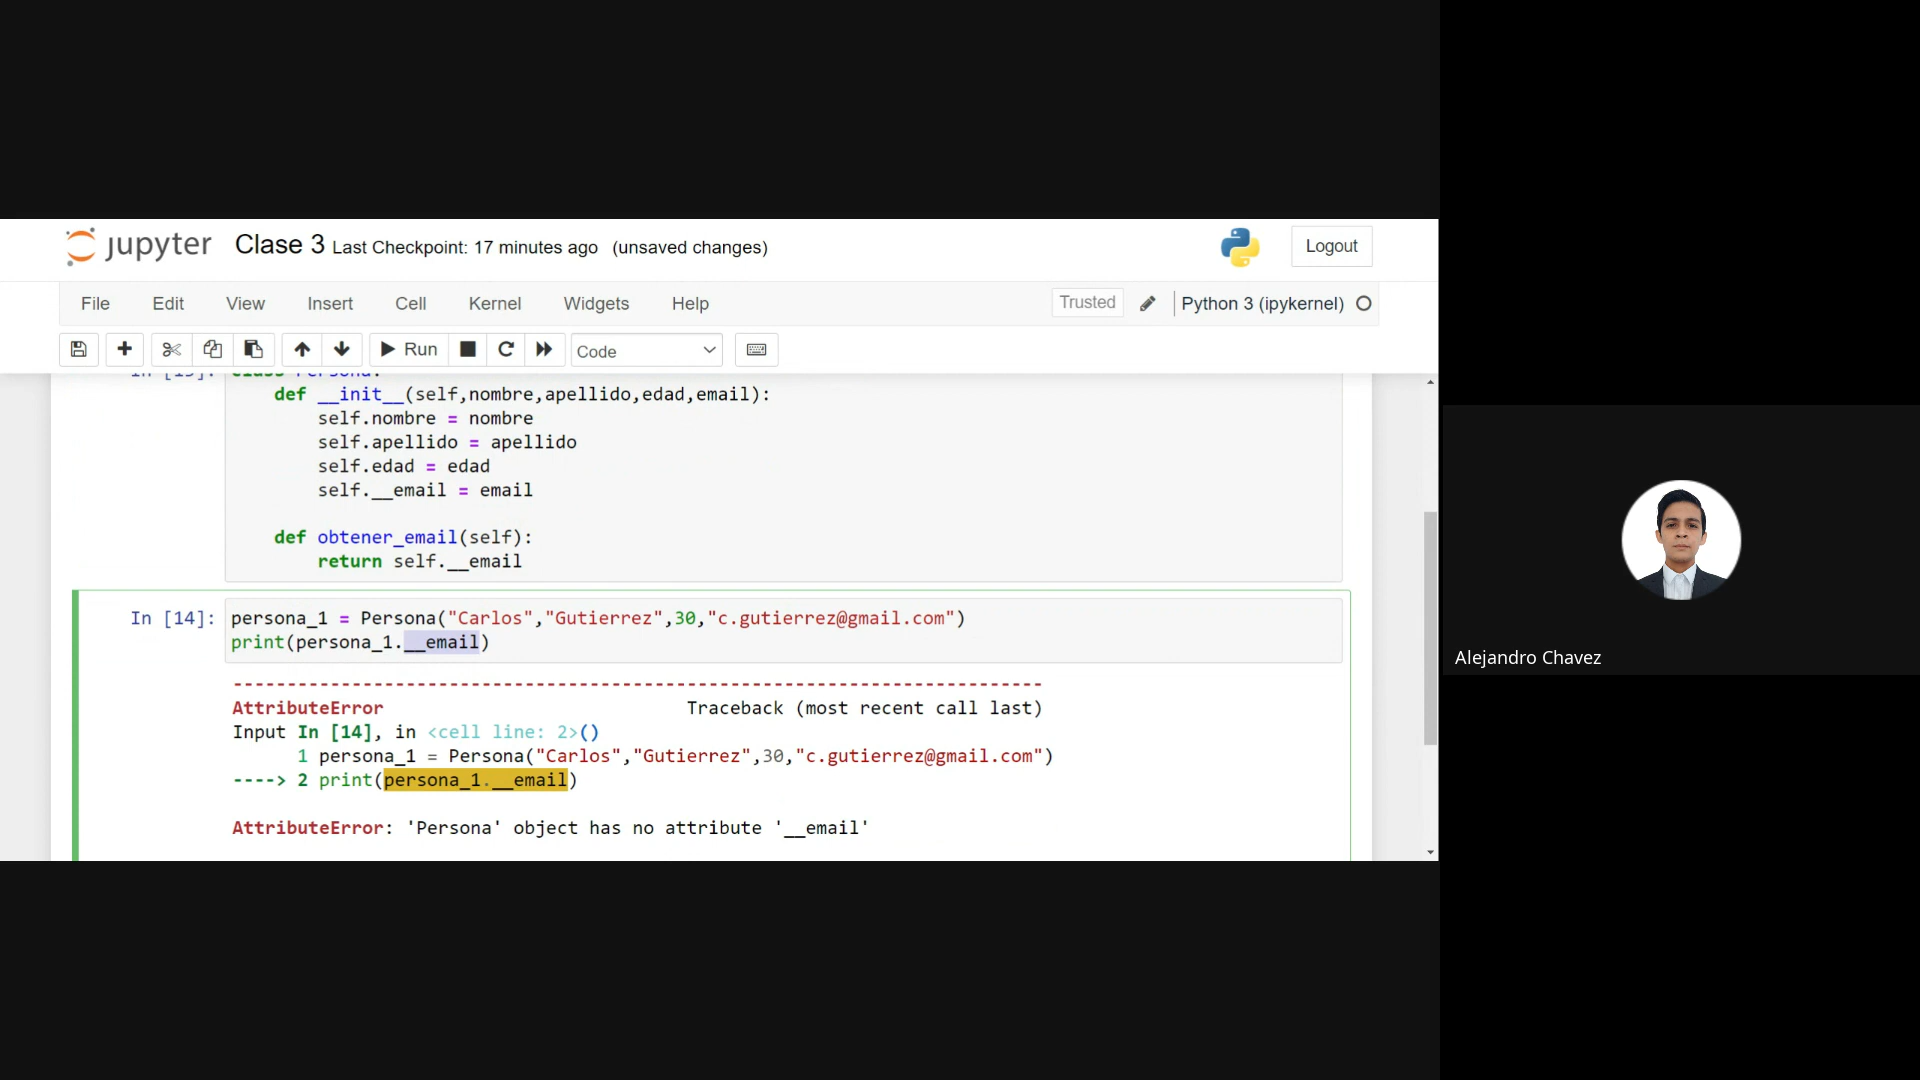 jupyter Clase 3 Last Checkpoint: 17 minutes ago (unsaved changes) Logout
File Edit View Insert Cell Kernel Widgets Help Trusted Python 3 (ipykernel)
Run Code
class Persona:
def __init__(self,nombre,apellido,edad,email):
self.nombre = nombre
self.apellido = apellido
self.edad = edad
self.__email = email
def obtener_email(self):
return self.__email
In [14]: persona_1 = Persona("Carlos","Gutierrez",30,"c.gutierrez@gmail.com")
print(persona_1.__email)
---------------------------------------------------------------------------
AttributeError Traceback (most recent call last)
Input In [14], in <cell line: 2>()
1 persona_1 = Persona("Carlos","Gutierrez",30,"c.gutierrez@gmail.com")
----> 2 print(persona_1.__email)
AttributeError: 'Persona' object has no attribute '__email'
Alejandro Chavez